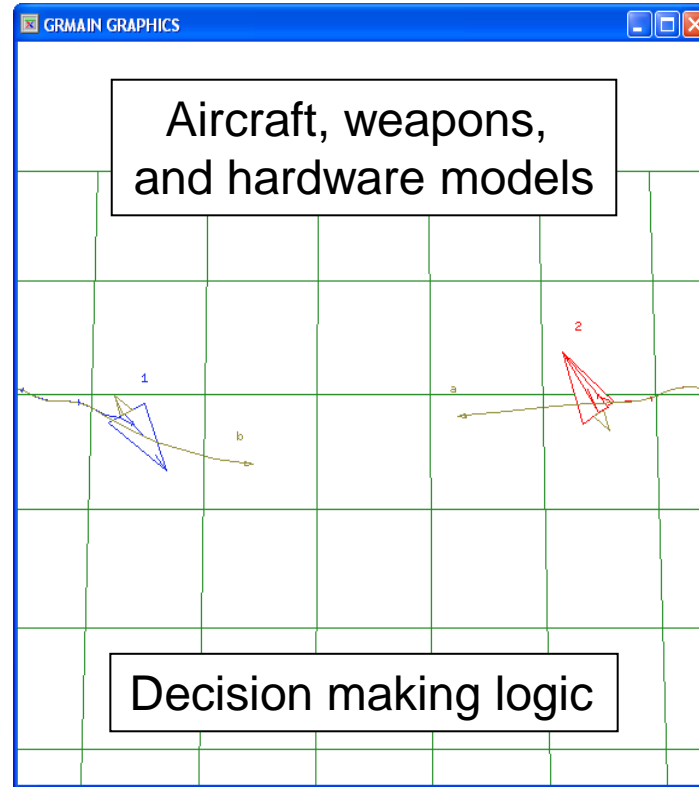 GRMAIN GRAPHICS
Aircraft, weapons,
and hardware models
2
1
a
b
Decision making logic